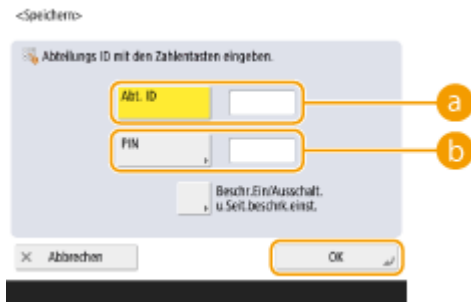 <Speichern>
Abteilungs ID mit den Zahlentasten eingeben.
Abt. ID
a
PIN
b
Beschr.Ein/Ausschalt.
u.Seit.beschrk.einst.
× Abbrechen
OK